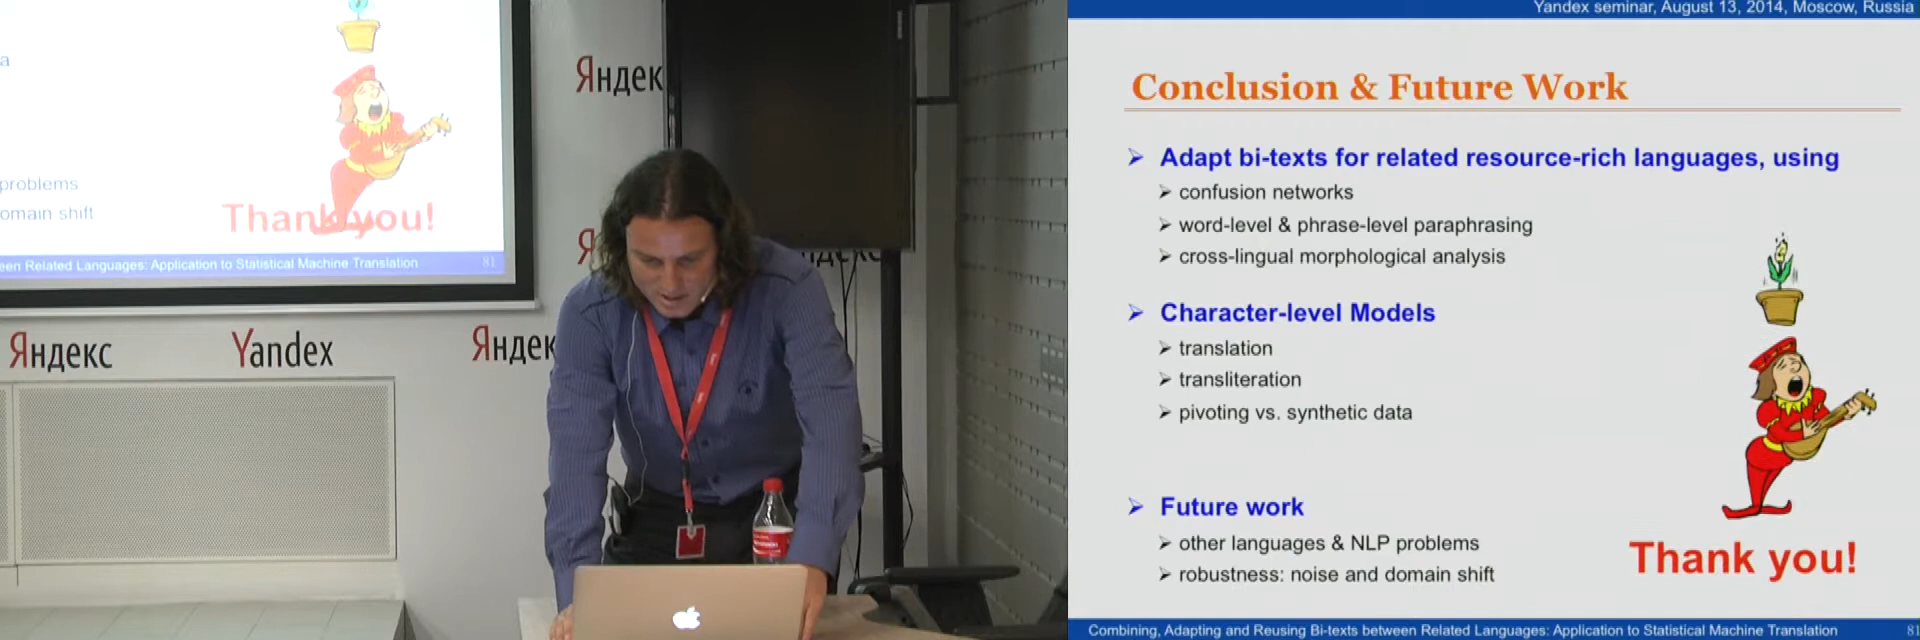 a
problems
omain shift
Thank you!
een Related Languages: Application to Statistical Machine Translation 81
Яндек
Яндекс
Yandex
Яндек
Yandex seminar, August 13, 2014, Moscow, Russia
Conclusion & Future Work
Adapt bi-texts for related resource-rich languages, using
confusion networks
word-level & phrase-level paraphrasing
cross-lingual morphological analysis
Character-level Models
translation
transliteration
pivoting vs. synthetic data
Future work
other languages & NLP problems
robustness: noise and domain shift
Thank you!
Combining, Adapting and Reusing Bi-texts between Related Languages: Application to Statistical Machine Translation 81